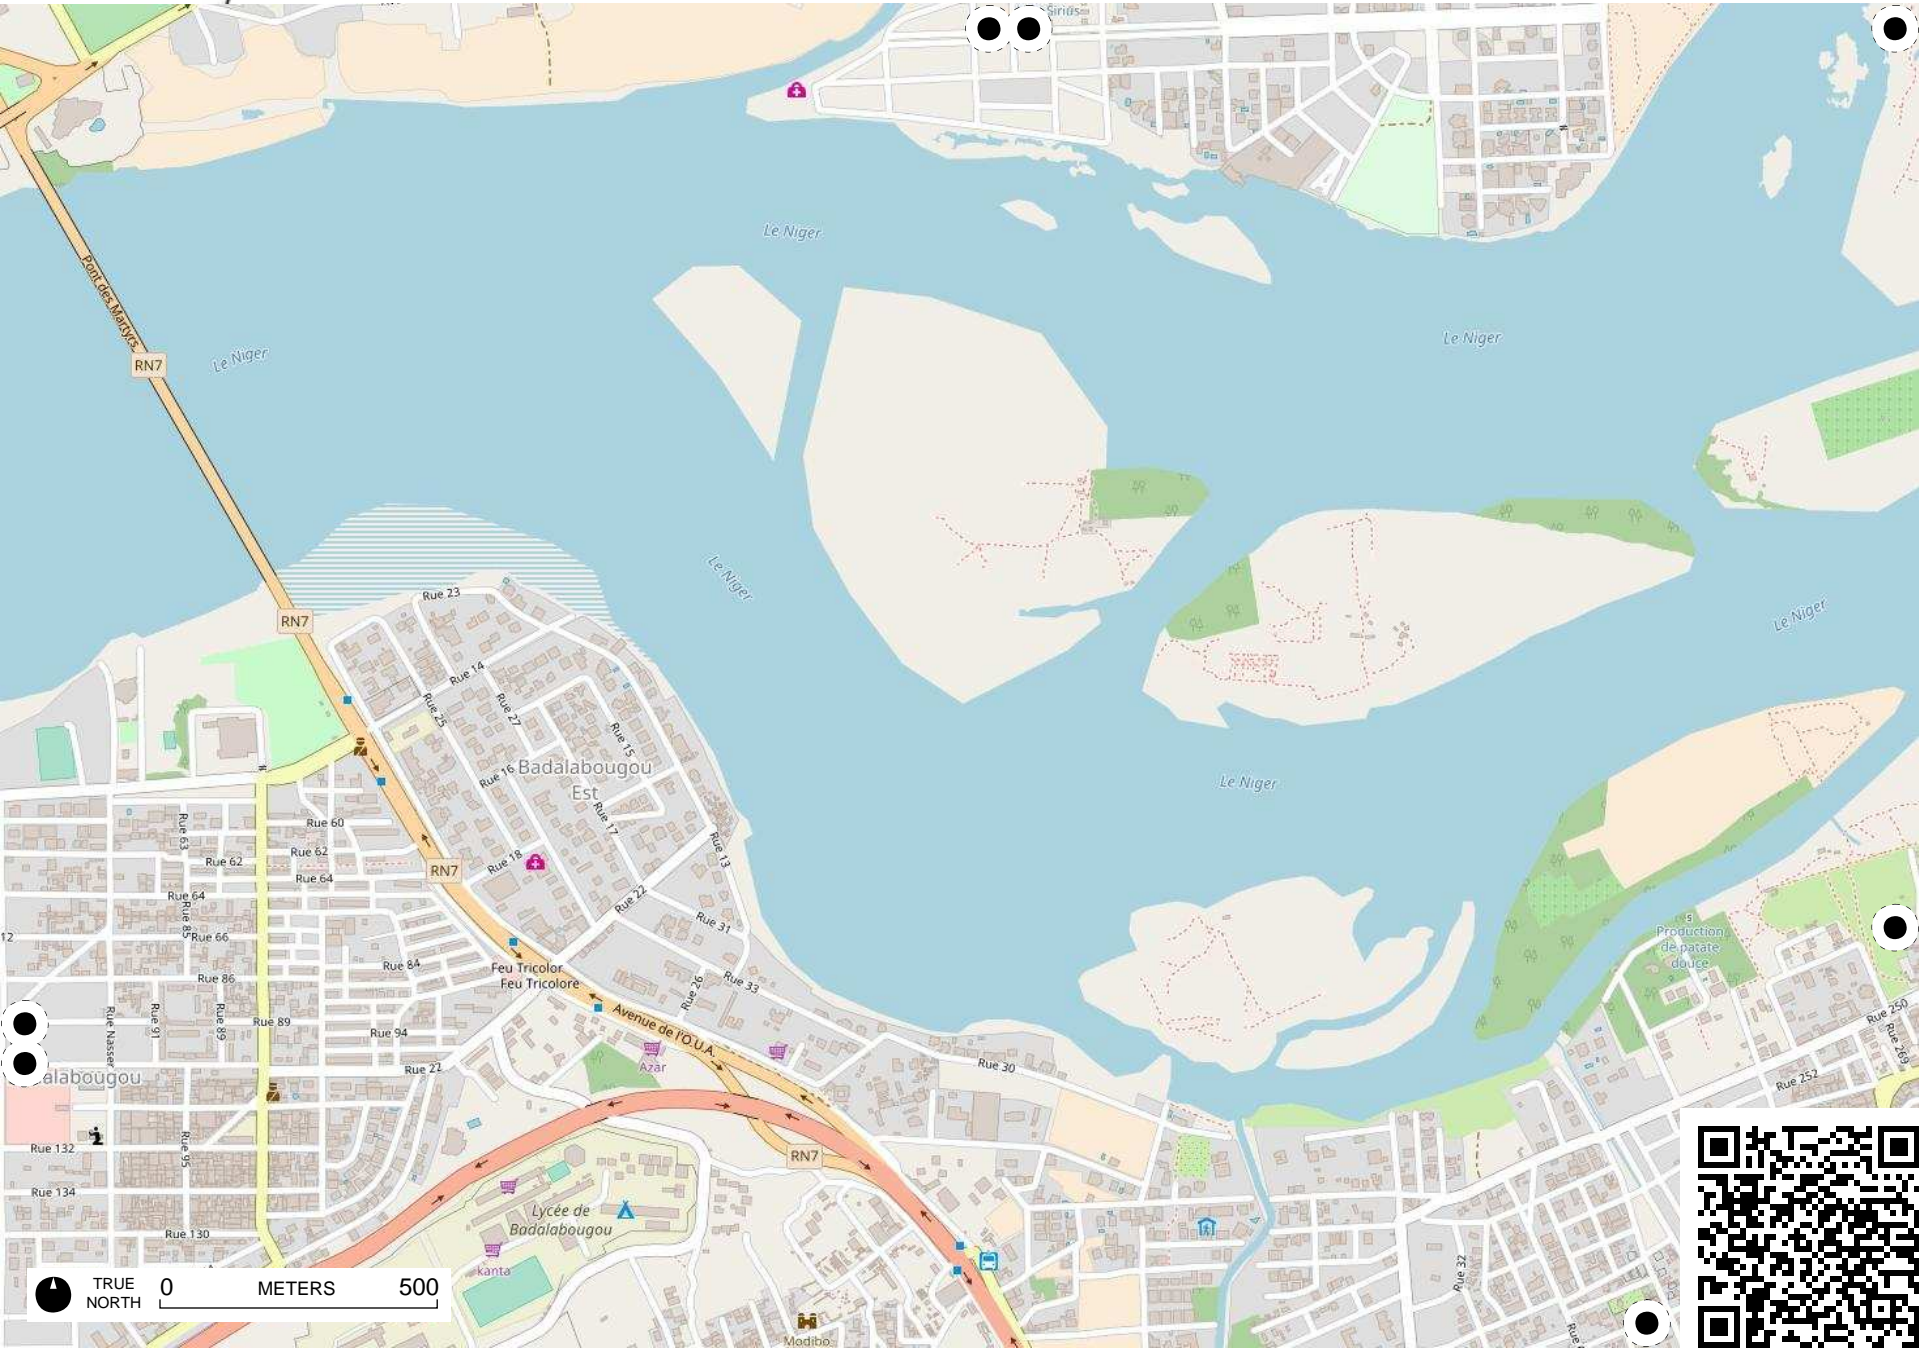 Sirius
Le Niger
Pont des Martyrs
Le Niger
RN7
Le Niger
Le Niger
Rue 23
Le Niger
RN7
Rue 14
Rue 25
Rue 27
Rue 15
Rue 16
Badalabougou
Est
Le Niger
Rue 17
Rue 63
Rue 60
Rue 13
Rue 62
Rue 62
Rue 18
RN7
Rue 64
Rue 64
Rue 22
Rue 85
Rue 31
12
Rue 66
Production
de patate
douce
Rue 84
Feu Tricolor
Feu Tricolore
Rue 86
Rue 33
Rue 26
Rue Nasser
Rue 91
Rue 89
Rue 89
Rue 94
Avenue de l'O.U.A.
Rue 250
Rue 269
Rue 22
Azar
Rue 30
alabougou
Rue 252
Rue 132
Rue 95
RN7
Rue 134
Lycée de
Badalabougou
Rue 130
kanta
Rue 32
TRUE
NORTH
0 METERS 500
Modibo